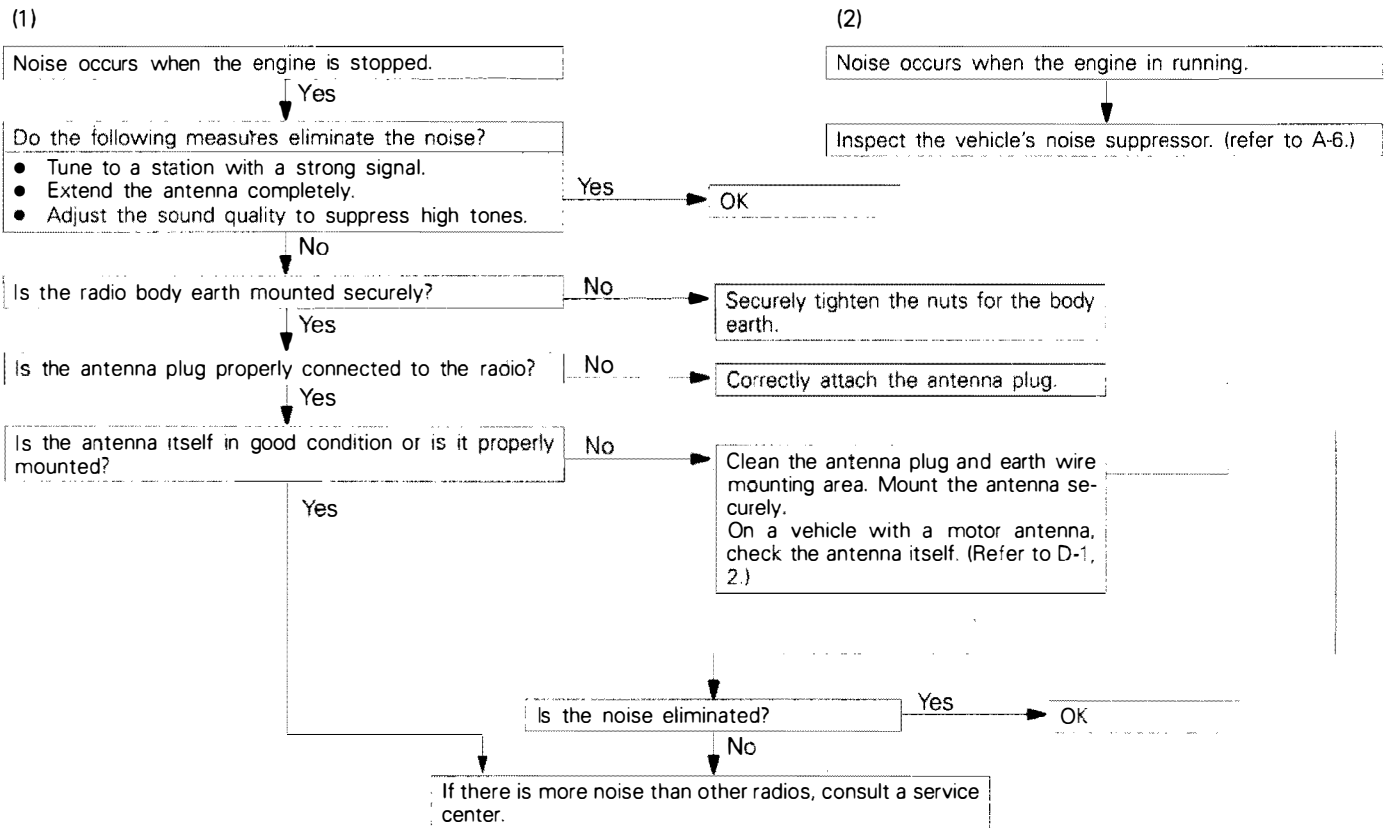 (1)
Noise occurs when the engine is stopped.
Yes
Do the following measures eliminate the noise?
● Tune to a station with a strong signal.
● Extend the antenna completely.
● Adjust the sound quality to suppress high tones.
Yes
OK
No
Is the radio body earth mounted securely?
No
Securely tighten the nuts for the body
earth.
Yes
Is the antenna plug properly connected to the radio?
No
Correctly attach the antenna plug.
Yes
Is the antenna itself in good condition or is it properly
mounted?
No
Clean the antenna plug and earth wire
mounting area. Mount the antenna se-
curely.
On a vehicle with a motor antenna,
check the antenna itself. (Refer to D-1,
2.)
Yes
Is the noise eliminated?
Yes
OK
No
If there is more noise than other radios, consult a service
center.
(2)
Noise occurs when the engine in running.
Inspect the vehicle's noise suppressor. (refer to A-6.)